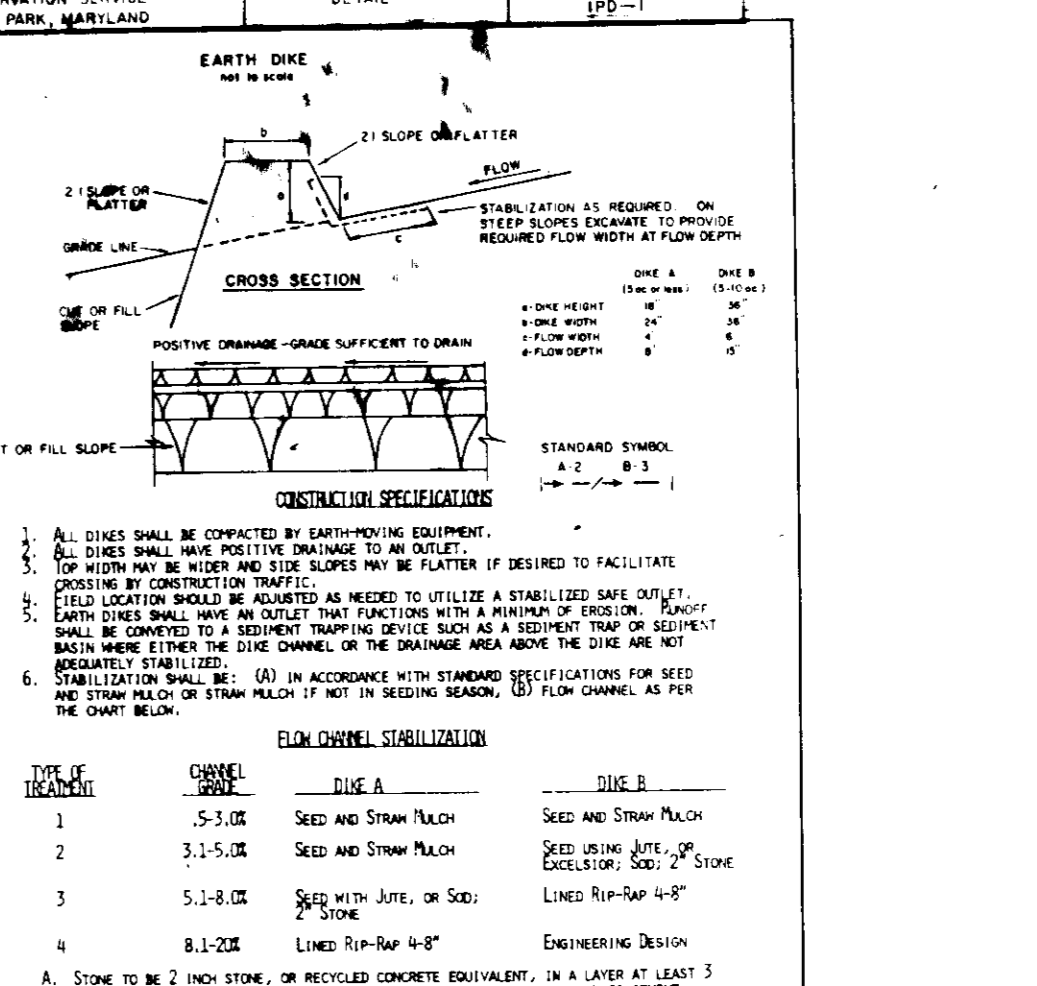 PARK, MARYLAND
DETAIL
EARTH DIKE
not to scale
b
2:1 SLOPE OR FLATTER
FLOW
2:1 SLOPE OR
FLATTER
a
d
STABILIZATION AS REQUIRED. ON
STEEP SLOPES EXCAVATE TO PROVIDE
REQUIRED FLOW WIDTH AT FLOW DEPTH
c
GRADE LINE
CROSS SECTION
CUT OR FILL
SLOPE
DIKE A DIKE B
(5 ac or less) (5-10 ac)
a-DIKE HEIGHT 18" 36"
b-DIKE WIDTH 24" 36"
c-FLOW WIDTH 4' 6'
d-FLOW DEPTH 8" 15"
POSITIVE DRAINAGE-GRADE SUFFICENT TO DRAIN
T OR FILL SLOPE
STANDARD SYMBOL
A-2 B-3
CONSTRUCTION SPECIFICATIONS
1. ALL DIKES SHALL BE COMPACTED BY EARTH-MOVING EQUIPMENT.
2. ALL DIKES SHALL HAVE POSITIVE DRAINAGE TO AN OUTLET.
3. TOP WIDTH MAY BE WIDER AND SIDE SLOPES MAY BE FLATTER IF DESIRED TO FACILITATE
CROSSING BY CONSTRUCTION TRAFFIC.
4. FIELD LOCATION SHOULD BE ADJUSTED AS NEEDED TO UTILIZE A STABILIZED SAFE OUTLET.
5. EARTH DIKES SHALL HAVE AN OUTLET THAT FUNCTIONS WITH A MINIMUM OF EROSION. RUNOFF
SHALL BE CONVEYED TO A SEDIMENT TRAPPING DEVICE SUCH AS A SEDIMENT TRAP OR SEDIMENT
BASIN WHERE EITHER THE DIKE CHANNEL OR THE DRAINAGE AREA ABOVE THE DIKE ARE NOT
ADEQUATELY STABILIZED.
6. STABILIZATION SHALL BE: (A) IN ACCORDANCE WITH STANDARD SPECIFICATIONS FOR SEED
AND STRAW MULCH OR STRAW MULCH IF NOT IN SEEDING SEASON, (B) FLOW CHANNEL AS PER
THE CHART BELOW.
FLOW CHANNEL STABILIZATION
TYPE OF TREATMENT CHANNEL GRADE DIKE A DIKE B
1 .5-3.0% SEED AND STRAW MULCH SEED AND STRAW MULCH
2 3.1-5.0% SEED AND STRAW MULCH SEED USING JUTE, OR
EXCELSIOR; SOD; 2" STONE
3 5.1-8.0% SEED WITH JUTE, OR SOD; LINED RIP-RAP 4-8"
2" STONE
4 8.1-20% LINED RIP-RAP 4-8" ENGINEERING DESIGN
A. STONE TO BE 2 INCH STONE, OR RECYCLED CONCRETE EQUIVALENT, IN A LAYER AT LEAST 3